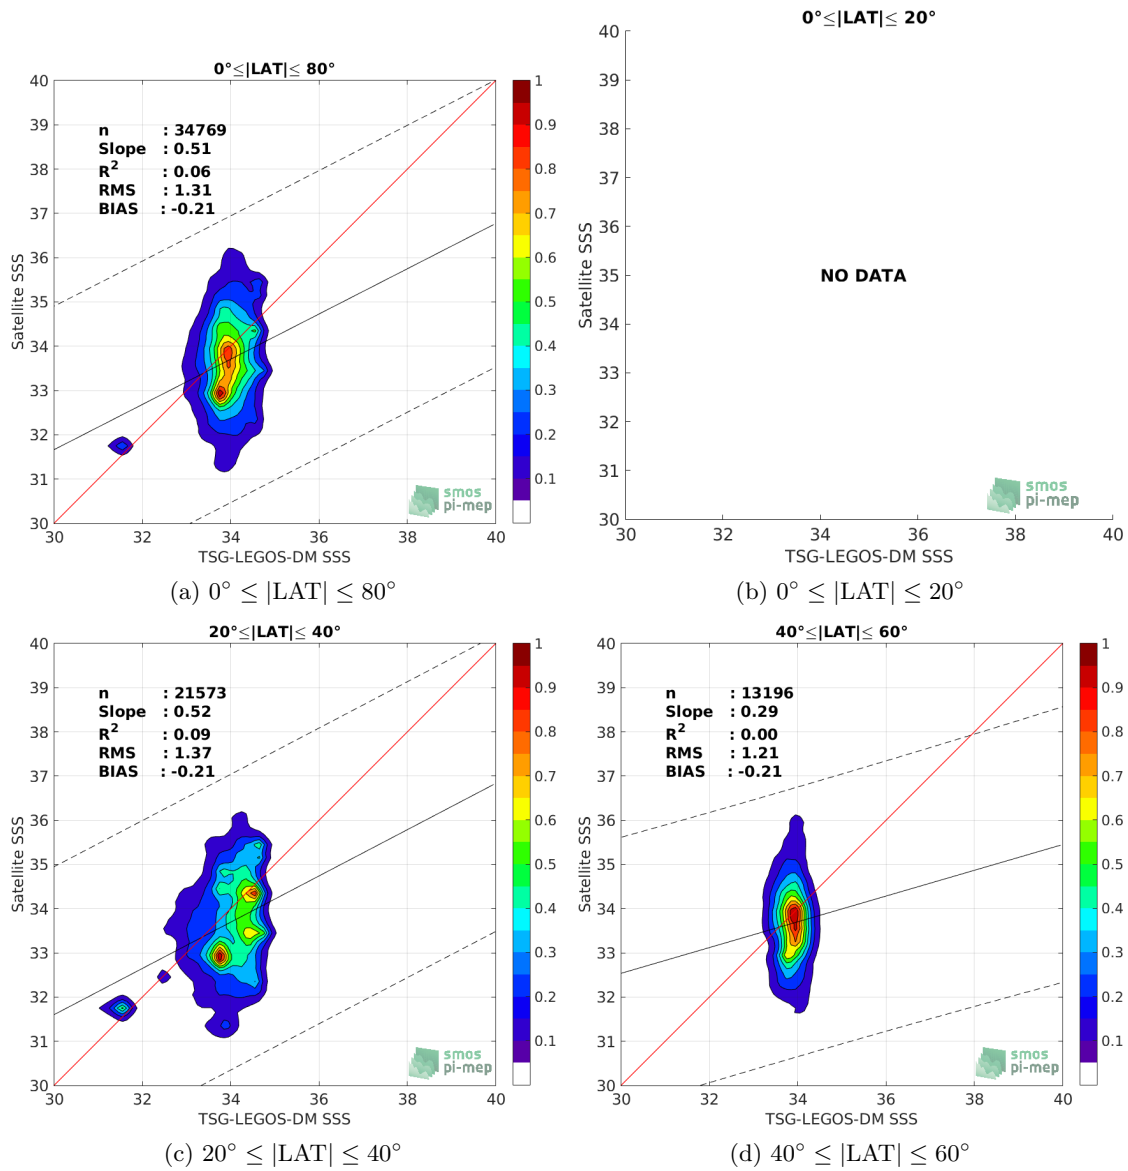 0°≤|LAT|≤ 80°
40
39
38
37
36
35
34
33
32
31
30
Satellite SSS
n : 34769
Slope : 0.51
R² : 0.06
RMS : 1.31
BIAS : -0.21
smos
pi-mep
30 32 34 36 38 40
TSG-LEGOS-DM SSS
1
0.9
0.8
0.7
0.6
0.5
0.4
0.3
0.2
0.1
(a) 0° ≤ |LAT| ≤ 80°
0°≤|LAT|≤ 20°
40
39
38
37
36
35
34
33
32
31
30
Satellite SSS
NO DATA
smos
pi-mep
30 32 34 36 38 40
TSG-LEGOS-DM SSS
(b) 0° ≤ |LAT| ≤ 20°
20°≤|LAT|≤ 40°
40
39
38
37
36
35
34
33
32
31
30
Satellite SSS
n : 21573
Slope : 0.52
R² : 0.09
RMS : 1.37
BIAS : -0.21
smos
pi-mep
30 32 34 36 38 40
TSG-LEGOS-DM SSS
1
0.9
0.8
0.7
0.6
0.5
0.4
0.3
0.2
0.1
(c) 20° ≤ |LAT| ≤ 40°
40°≤|LAT|≤ 60°
40
39
38
37
36
35
34
33
32
31
30
Satellite SSS
n : 13196
Slope : 0.29
R² : 0.00
RMS : 1.21
BIAS : -0.21
smos
pi-mep
30 32 34 36 38 40
TSG-LEGOS-DM SSS
1
0.9
0.8
0.7
0.6
0.5
0.4
0.3
0.2
0.1
(d) 40° ≤ |LAT| ≤ 60°